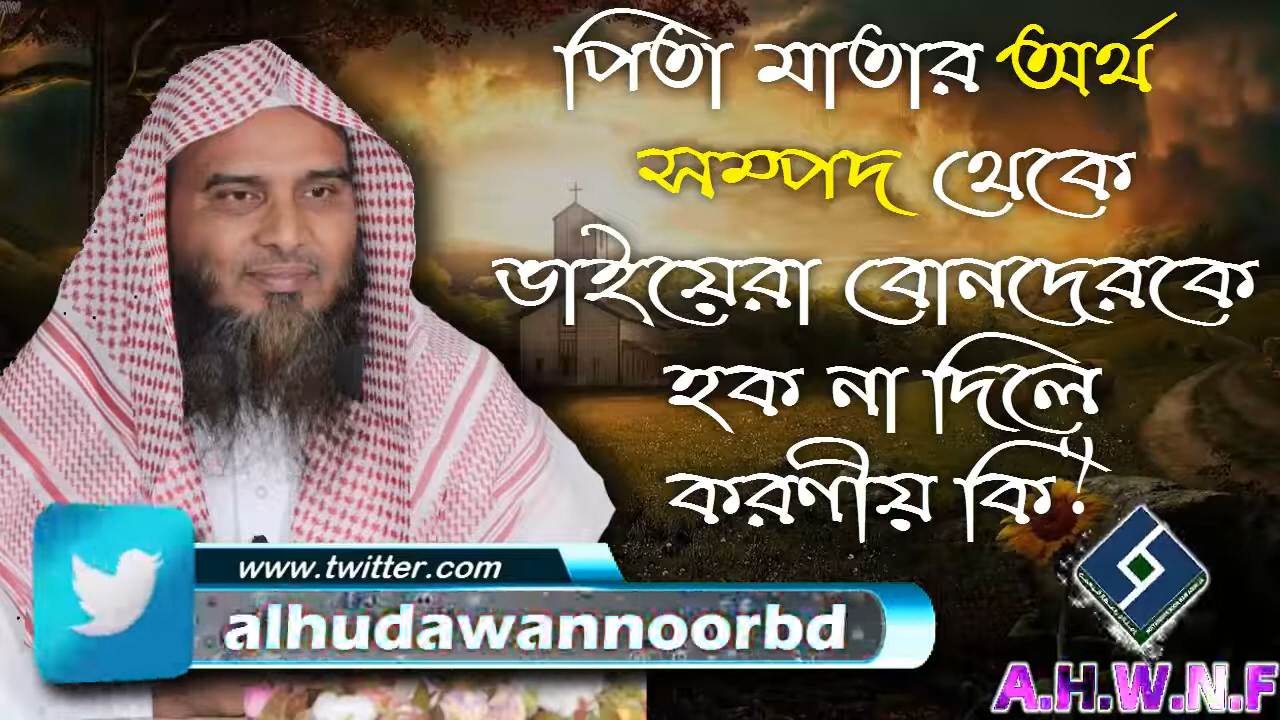 পিতা মাতার অর্থ
সম্পদ থেকে
ভাইয়েরা বোনদেরকে
হক না দিলে
করণীয় কি!
www.twitter.com
alhudawannoorbd
A.H.W.N.F